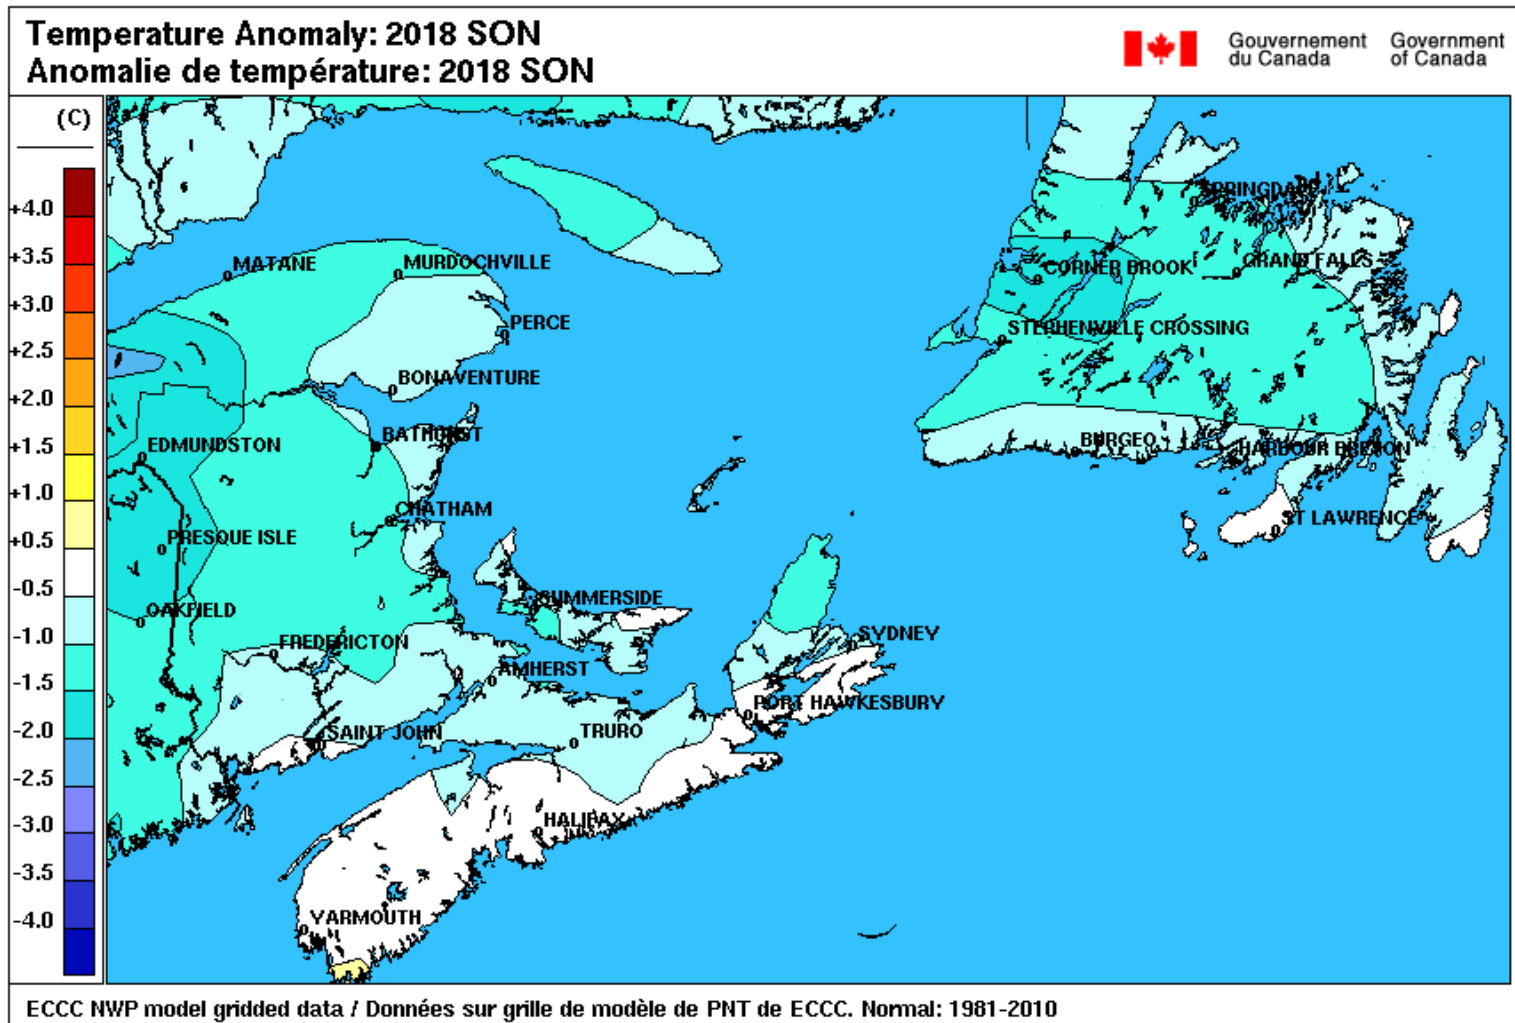 Temperature Anomaly: 2018 SON
Anomalie de température: 2018 SON
Gouvernement du Canada
Government of Canada
(C)
+4.0
+3.5
+3.0
+2.5
+2.0
+1.5
+1.0
+0.5
-0.5
-1.0
-1.5
-2.0
-2.5
-3.0
-3.5
-4.0
SPRINGDALE
MATANE
MURDOCHVILLE
CORNER BROOK
GRAND FALLS
PERCE
STEPHENVILLE CROSSING
BONAVENTURE
BATHURST
EDMUNDSTON
BURGEO
HARBOUR BRETON
CHATHAM
ST LAWRENCE
PRESQUE ISLE
OAKFIELD
SUMMERSIDE
FREDERICTON
SYDNEY
AMHERST
PORT HAWKESBURY
SAINT JOHN
TRURO
HALIFAX
YARMOUTH
ECCC NWP model gridded data / Données sur grille de modèle de PNT de ECCC. Normal: 1981-2010